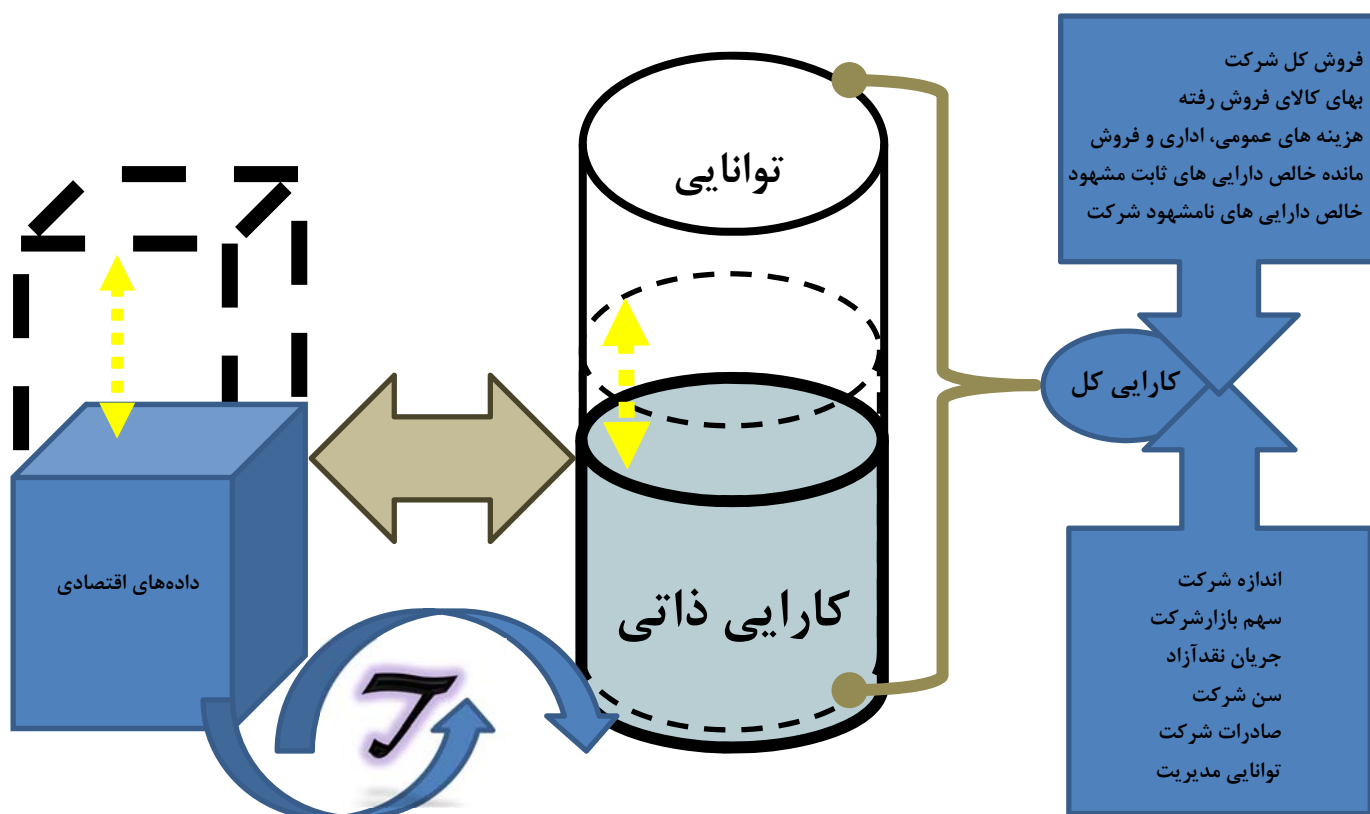 فروش کل شرکت
بهای کالای فروش رفته
هزینه های عمومی، اداری و فروش
مانده خالص دارایی های ثابت مشهود
خالص دارایی های نامشهود شرکت
توانایی
کارایی کل
داده‌های اقتصادی
کارایی ذاتی
T
اندازه شرکت
سهم بازارشرکت
جریان نقدآزاد
سن شرکت
صادرات شرکت
توانایی مدیریت